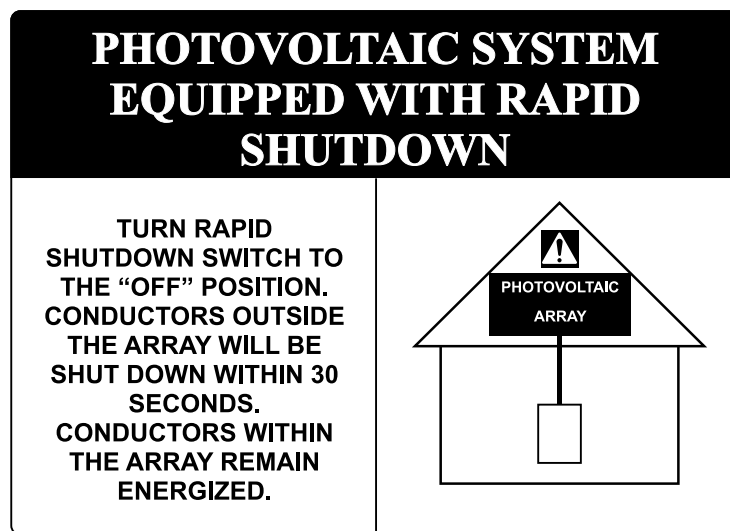 PHOTOVOLTAIC SYSTEM
EQUIPPED WITH RAPID
SHUTDOWN
TURN RAPID
SHUTDOWN SWITCH TO
THE “OFF” POSITION.
CONDUCTORS OUTSIDE
THE ARRAY WILL BE
SHUT DOWN WITHIN 30
SECONDS.
CONDUCTORS WITHIN
THE ARRAY REMAIN
ENERGIZED.
PHOTOVOLTAIC
ARRAY